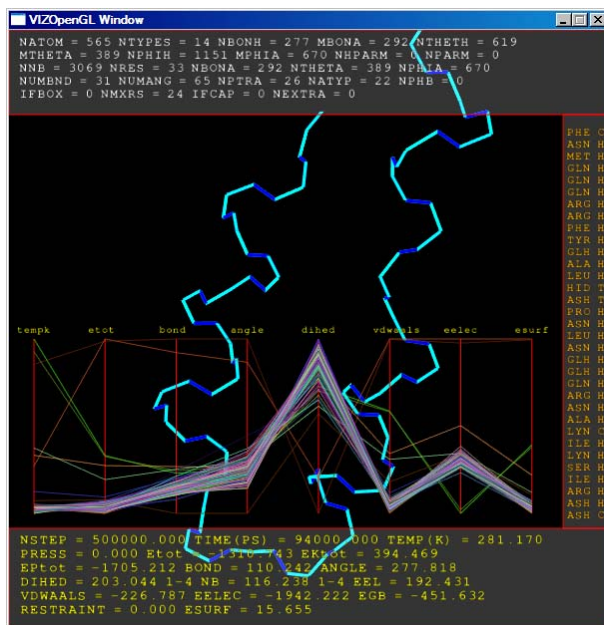 VIZOpenGL Window
NATOM = 565 NTYPES = 14 NBONH = 277 MBONA = 292 NTHETH = 619
MTHETA = 389 NPHIH = 1151 MPHIA = 670 NHPARM = 0 NPARM = 0
NNB = 3069 NRES = 33 NBONA = 292 NTHETA = 389 NPHIA = 670
NUMBND = 31 NUMANG = 65 NPTRA = 26 NATYP = 22 NPHB = 0
IFBOX = 0 NMXRS = 24 IFCAP = 0 NEXTRA = 0
PHE C
ASN H
MET H
GLN H
GLN H
GLN H
ARG H
ARG H
PHE H
TYR H
GLH H
ALA H
LEU H
HID T
ASH T
PRO H
ASN H
LEU H
ASN H
GLH H
GLH H
GLN H
ARG H
ASN H
ALA H
LYN C
ILE H
LYN H
SER H
ILE H
ARG H
ASH H
ASH C
tempk etot bond angle dihed vdwaals eelec esurf
NSTEP = 500000.000 TIME(PS) = 94000.000 TEMP(K) = 281.170
PRESS = 0.000 Etot = -1310.743 EKtot = 394.469
EPtot = -1705.212 BOND = 110.242 ANGLE = 277.818
DIHED = 203.044 1-4 NB = 116.238 1-4 EEL = 192.431
VDWAALS = -226.787 EELEC = -1942.222 EGB = -451.632
RESTRAINT = 0.000 ESURF = 15.655